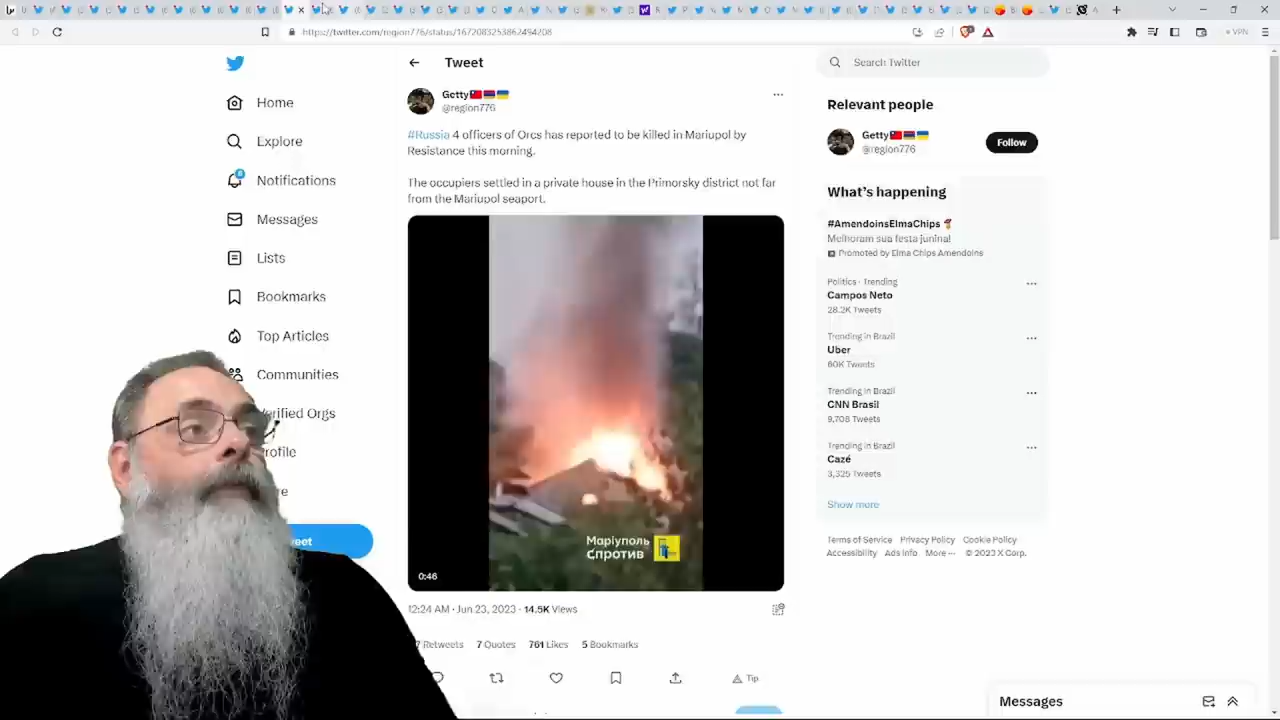 https://twitter.com/region776/status/1672083253862494208
VPN
Home
Explore
Notifications
Messages
Lists
Bookmarks
Top Articles
Communities
erified Orgs
rofile
re
eet
Tweet
Getty
@region776
#Russia 4 officers of Orcs has reported to be killed in Mariupol by
Resistance this morning.
The occupiers settled in a private house in the Primorsky district not far
from the Mariupol seaport.
Маріуполь
Спротив
0:46
12:24 AM · Jun 23, 2023 · 14.5K Views
7 Retweets 7 Quotes 761 Likes 5 Bookmarks
Tip
Search Twitter
Relevant people
Getty
@region776
Follow
What's happening
#AmendoinsElmaChips
Melhoram sua festa junina!
Promoted by Elma Chips Amendoins
Politics · Trending
Campos Neto
28.2K Tweets
Trending in Brazil
Uber
60K Tweets
Trending in Brazil
CNN Brasil
9,708 Tweets
Trending in Brazil
Cazé
3,325 Tweets
Show more
Terms of Service Privacy Policy Cookie Policy
Accessibility Ads info More ··· © 2023 X Corp.
Messages